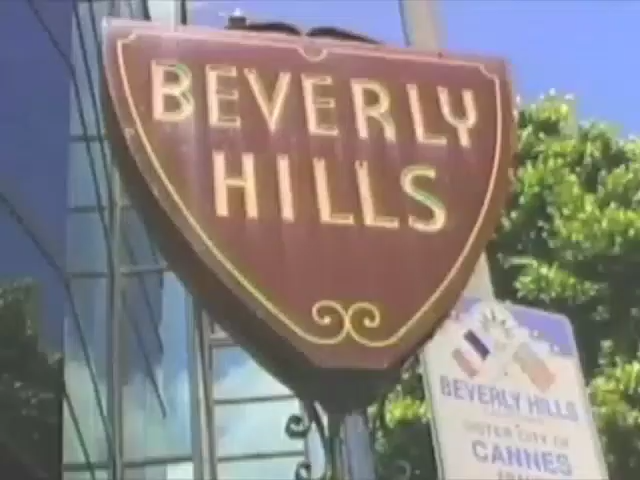 BEVERLY
HILLS
BEVERLY HILLS
SISTER CITY OF
CANNES